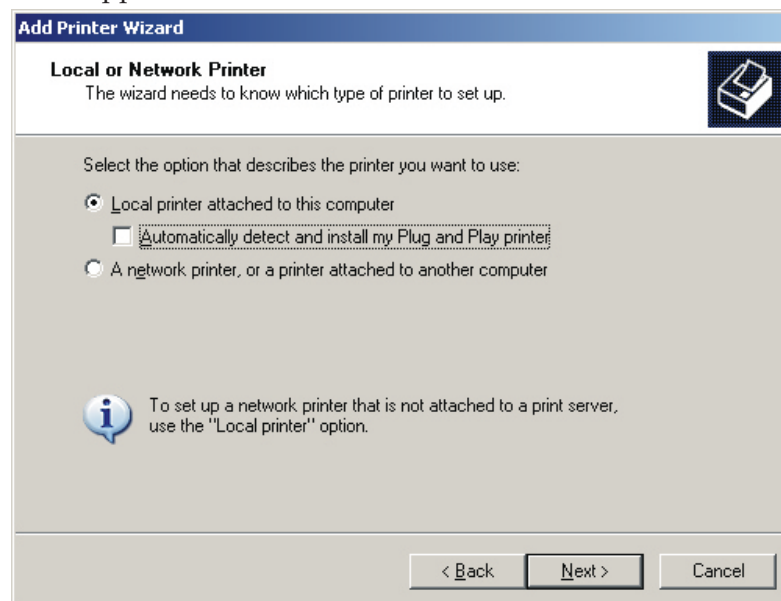 Add Printer Wizard
Local or Network Printer
The wizard needs to know which type of printer to set up.
Select the option that describes the printer you want to use:
Local printer attached to this computer
Automatically detect and install my Plug and Play printer
A network printer, or a printer attached to another computer
To set up a network printer that is not attached to a print server,
use the "Local printer" option.
< Back Next > Cancel